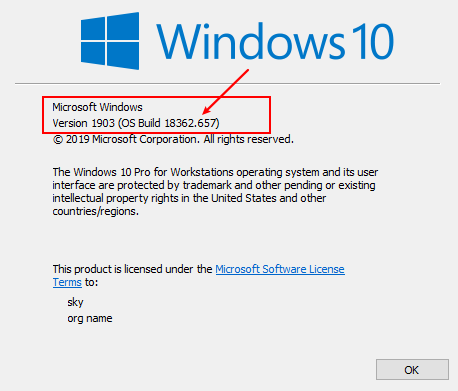 Windows 10
Microsoft Windows
Version 1903 (OS Build 18362.657)
© 2019 Microsoft Corporation. All rights reserved.
The Windows 10 Pro for Workstations operating system and its user
interface are protected by trademark and other pending or existing
intellectual property rights in the United States and other
countries/regions.
This product is licensed under the Microsoft Software License
Terms to:
sky
org name
OK